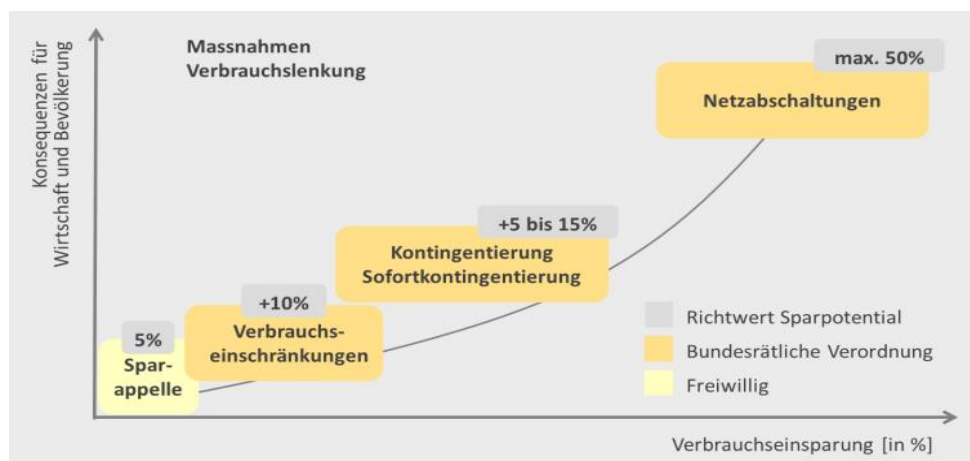 Konsequenzen für
Wirtschaft und Bevölkerung
Massnahmen
Verbrauchslenkung
max. 50%
Netzabschaltungen
+5 bis 15%
Kontingentierung
Sofortkontingentierung
+10%
Verbrauchs-
einschränkungen
5%
Spar-
appelle
Richtwert Sparpotential
Bundesrätliche Verordnung
Freiwillig
Verbrauchseinsparung [in %]